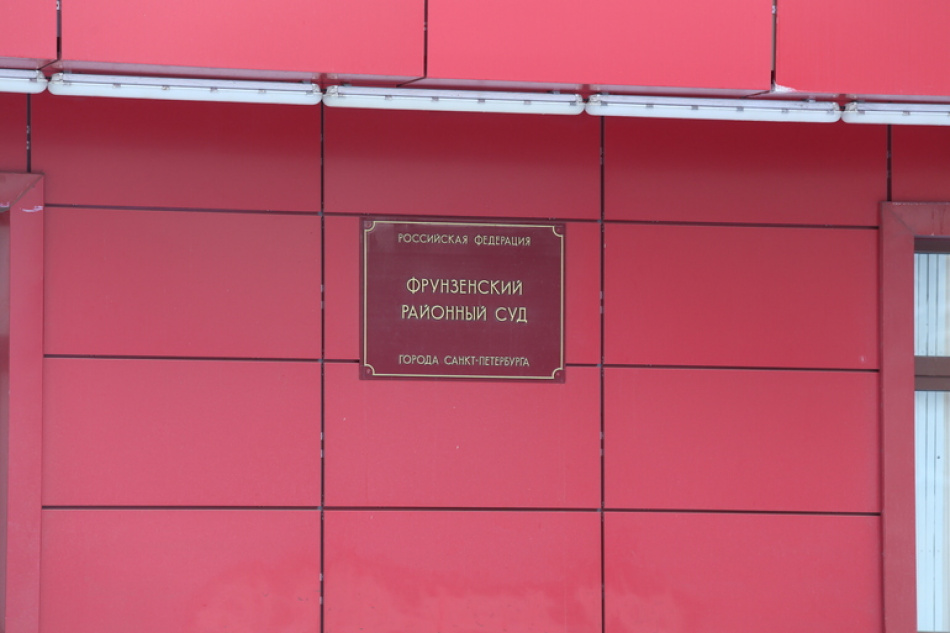 РОССИЙСКАЯ ФЕДЕРАЦИЯ
ФРУНЗЕНСКИЙ
РАЙОННЫЙ СУД
ГОРОДА САНКТ-ПЕТЕРБУРГА